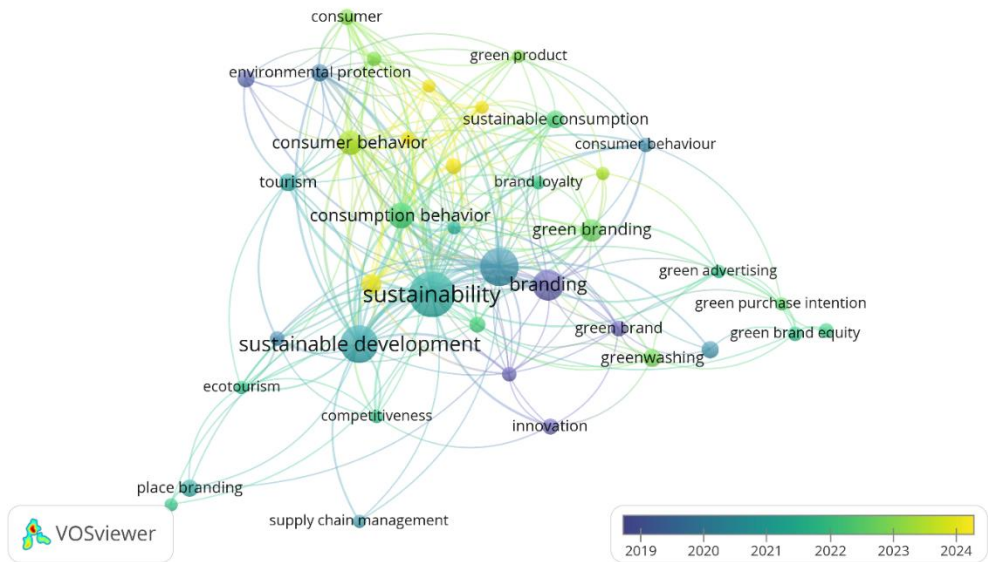 consumer
green product
environmental protection
sustainable consumption
consumer behavior
consumer behaviour
tourism
brand loyalty
consumption behavior
green branding
green advertising
branding
sustainability
green purchase intention
green brand
green brand equity
sustainable development
greenwashing
ecotourism
competitiveness
innovation
place branding
supply chain management
VOSviewer
2019 2020 2021 2022 2023 2024